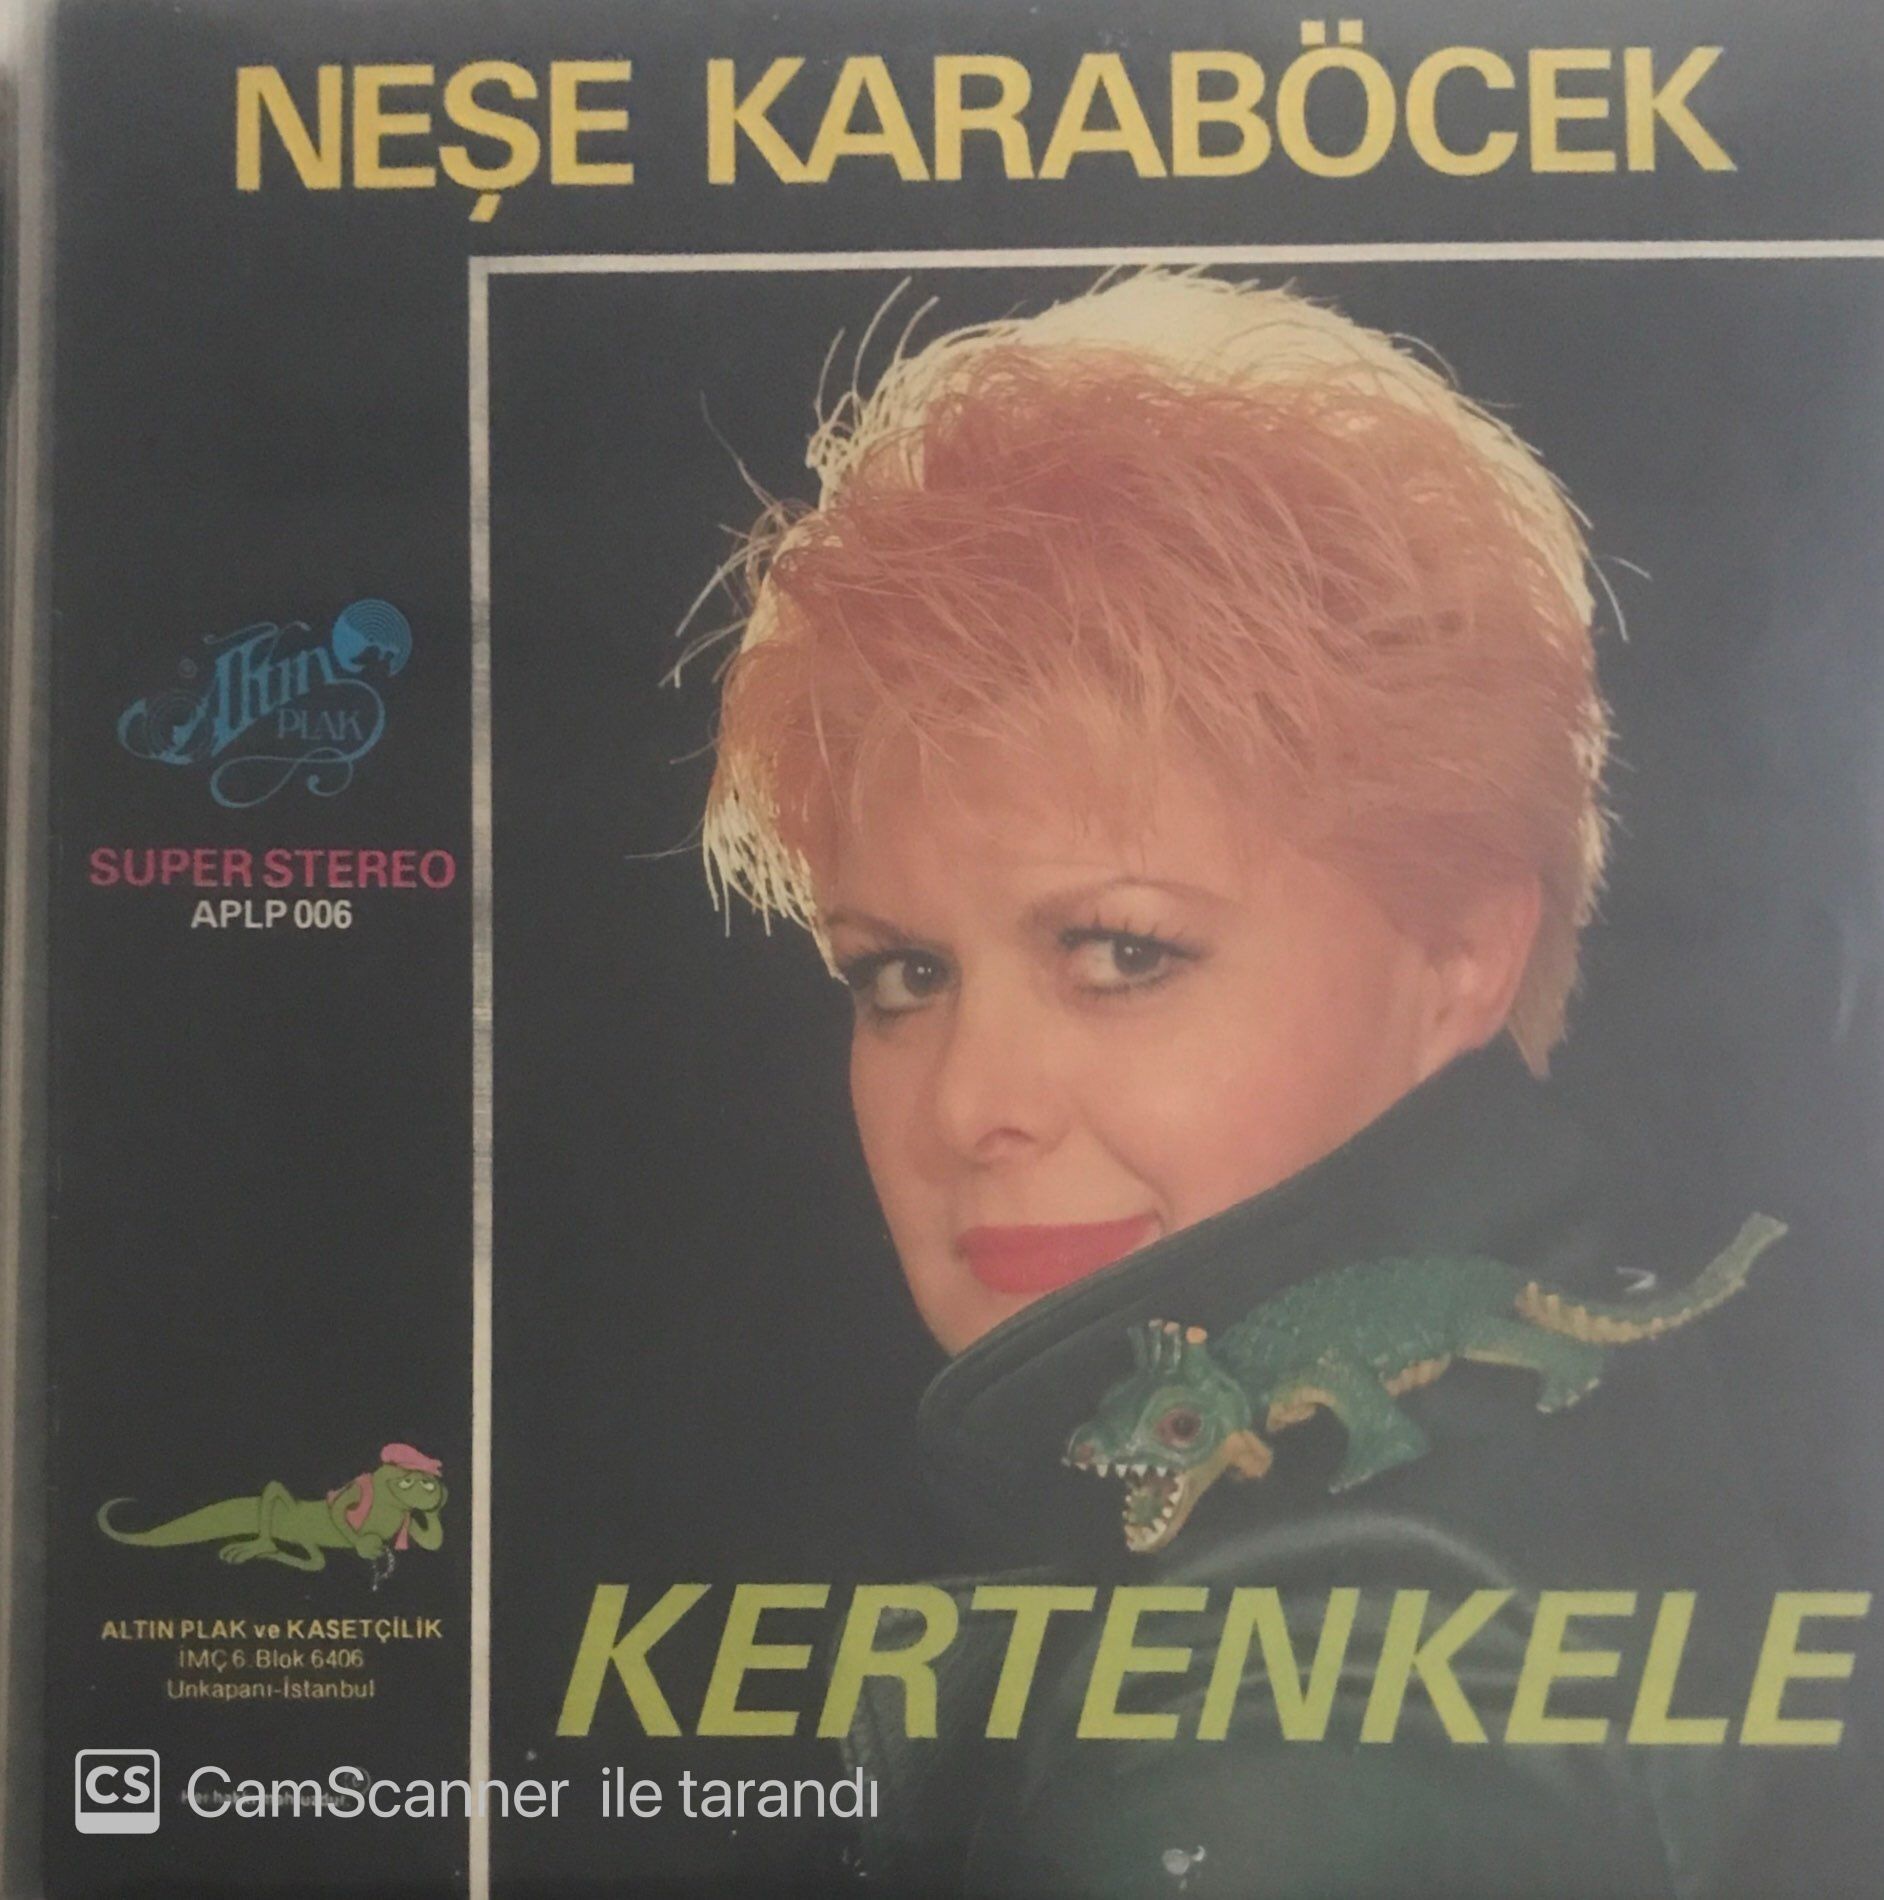 NEŞE KARABÖCEK
Altın
PLAK
SUPER STEREO
APLP 006
KERTENKELE
ALTIN PLAK ve KASETÇİLİK
İMÇ 6. Blok 6406
Unkapanı-İstanbul
CS CamScanner ile tarandı